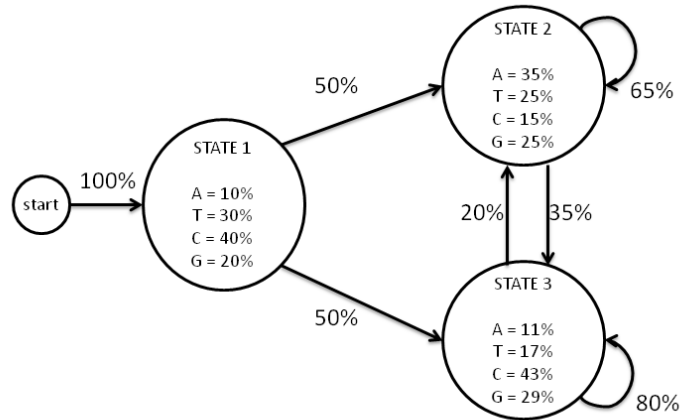 start
100%
STATE 1
A = 10%
T = 30%
C = 40%
G = 20%
50%
50%
STATE 2
A = 35%
T = 25%
C = 15%
G = 25%
65%
20%
35%
STATE 3
A = 11%
T = 17%
C = 43%
G = 29%
80%